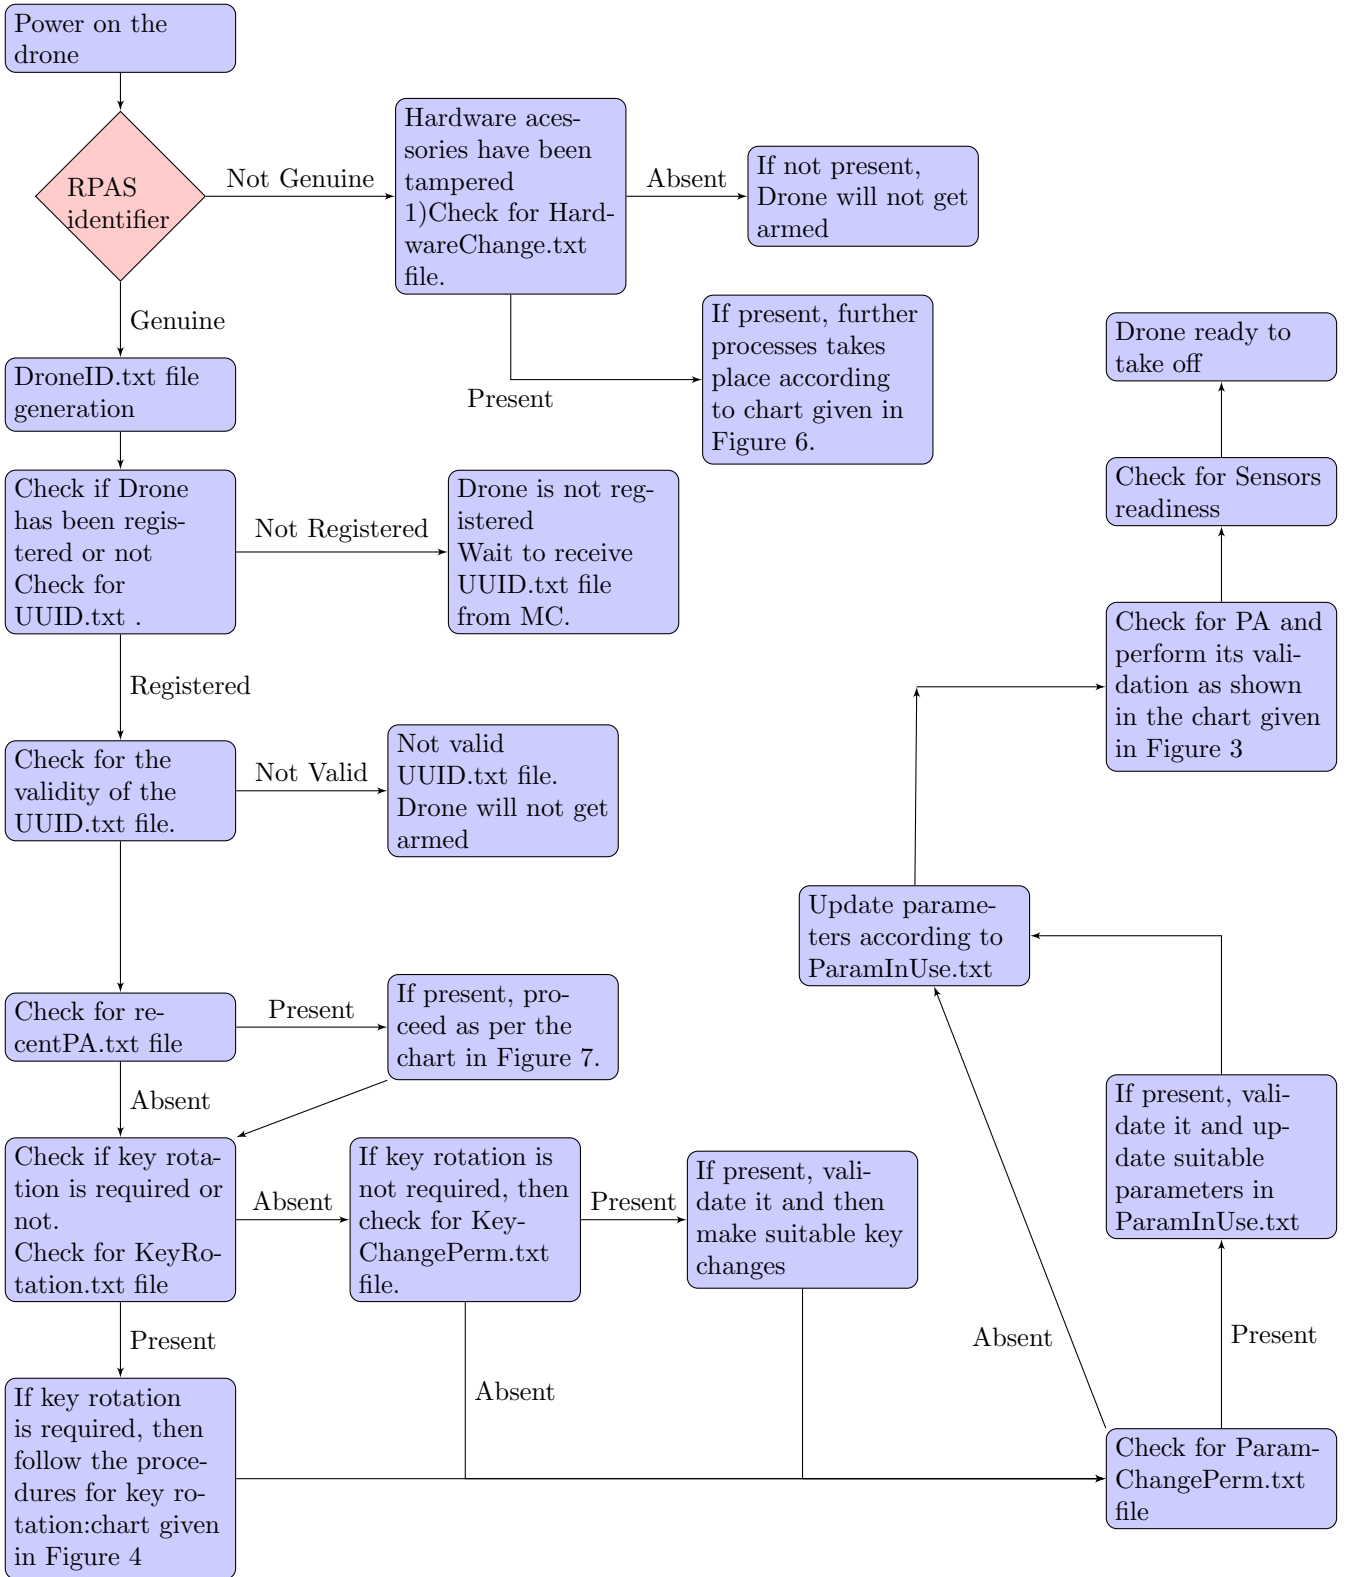 Power on the
drone
RPAS
identifier
Not Genuine
Hardware aces-
sories have been
tampered
1)Check for Hard-
wareChange.txt
file.
Absent
If not present,
Drone will not get
armed
Genuine
Present
If present, further
processes takes
place according
to chart given in
Figure 6.
DroneID.txt file
generation
Check if Drone
has been regis-
tered or not
Check for
UUID.txt .
Not Registered
Drone is not reg-
istered
Wait to receive
UUID.txt file
from MC.
Registered
Check for the
validity of the
UUID.txt file.
Not Valid
Not valid
UUID.txt file.
Drone will not get
armed
Check for re-
centPA.txt file
Present
If present, pro-
ceed as per the
chart in Figure 7.
Absent
Check if key rota-
tion is required or
not.
Check for KeyRo-
tation.txt file
Absent
If key rotation is
not required, then
check for Key-
ChangePerm.txt
file.
Present
If present, vali-
date it and then
make suitable key
changes
Present
Absent
If key rotation
is required, then
follow the proce-
dures for key ro-
tation:chart given
in Figure 4
Check for Param-
ChangePerm.txt
file
Absent
Present
If present, vali-
date it and up-
date suitable
parameters in
ParamInUse.txt
Update parame-
ters according to
ParamInUse.txt
Check for PA and
perform its vali-
dation as shown
in the chart given
in Figure 3
Check for Sensors
readiness
Drone ready to
take off